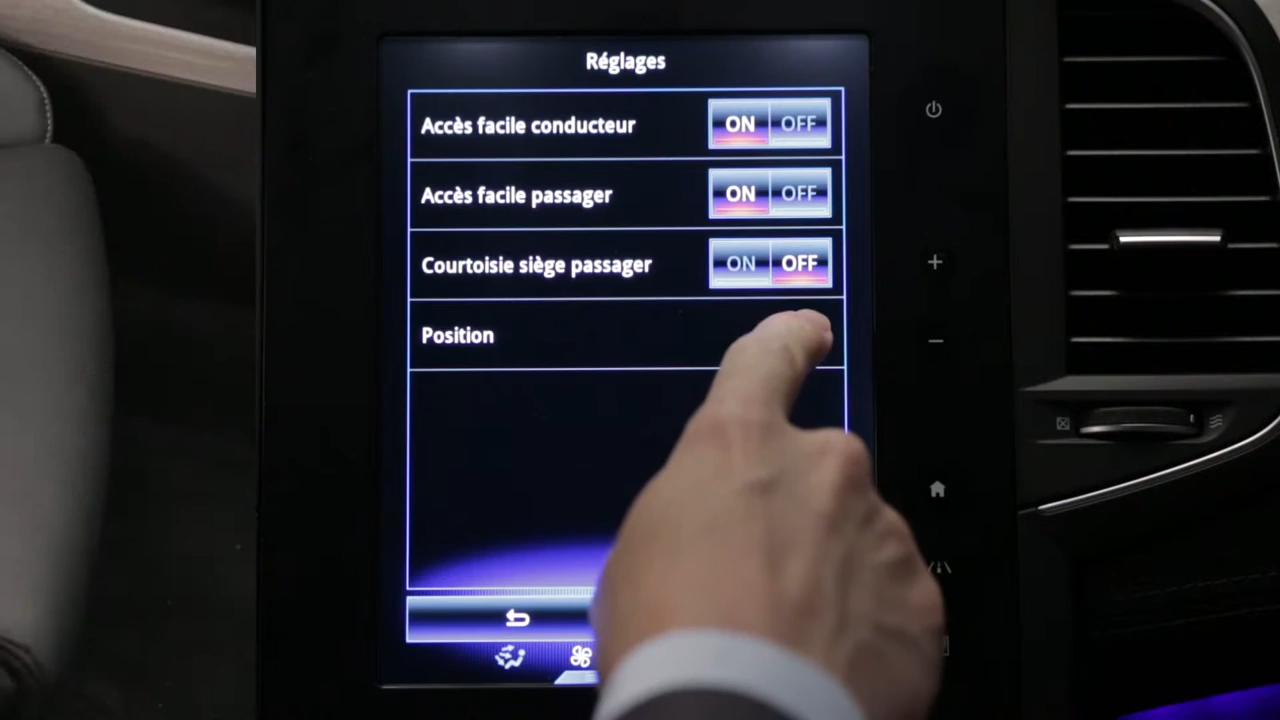 Réglages
Accès facile conducteur ON OFF
Accès facile passager ON OFF
Courtoisie siège passager ON OFF
Position